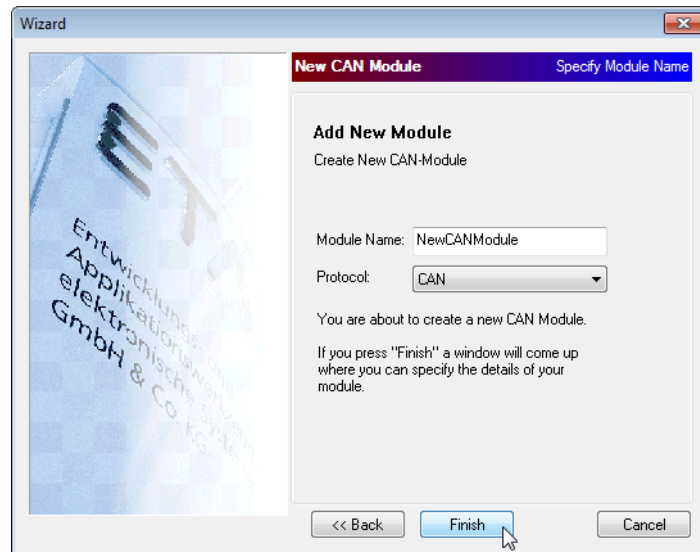 Wizard
New CAN Module
Specify Module Name
ET
Entwicklungs- und
Applikationswerkzeuge
elektronische Systeme
GmbH & Co KG
Add New Module
Create New CAN-Module
Module Name: NewCANModule
Protocol: CAN
You are about to create a new CAN Module.
If you press "Finish" a window will come up
where you can specify the details of your
module.
<< Back
Finish
Cancel